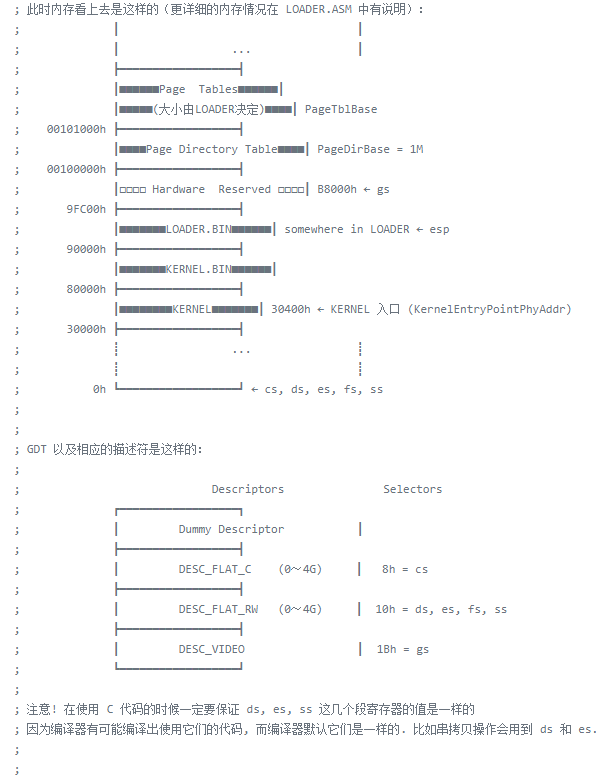 ; 此时内存看上去是这样的（更详细的内存情况在 LOADER.ASM 中有说明）:
; ┃ ┃
; ┃ ... ┃
; ┣━━━━━━━━━━━━━━━━━━┫
; ┃■■■■■■Page  Tables■■■■■■┃
; ┃■■■■■(大小由LOADER决定)■■■■┃ PageTblBase
; 00101000h ┣━━━━━━━━━━━━━━━━━━┫
; ┃■■■■Page Directory Table■■■■┃ PageDirBase = 1M
; 00100000h ┣━━━━━━━━━━━━━━━━━━┫
; ┃□□□□ Hardware  Reserved □□□□┃ B8000h ← gs
; 9FC00h ┣━━━━━━━━━━━━━━━━━━┫
; ┃■■■■■■■LOADER.BIN■■■■■■┃ somewhere in LOADER ← esp
; 90000h ┣━━━━━━━━━━━━━━━━━━┫
; ┃■■■■■■■KERNEL.BIN■■■■■■┃
; 80000h ┣━━━━━━━━━━━━━━━━━━┫
; ┃■■■■■■■■KERNEL■■■■■■■┃ 30400h ← KERNEL 入口 (KernelEntryPointPhyAddr)
; 30000h ┣━━━━━━━━━━━━━━━━━━┫
; ┋ ... ┋
; ┋ ┋
; 0h ┗━━━━━━━━━━━━━━━━━━┛ ← cs, ds, es, fs, ss
;
;
; GDT 以及相应的描述符是这样的:
;
; Descriptors Selectors
; ┏━━━━━━━━━━━━━━━━━━┓
; ┃ Dummy Descriptor ┃
; ┣━━━━━━━━━━━━━━━━━━┫
; ┃ DESC_FLAT_C (0～4G) ┃ 8h = cs
; ┣━━━━━━━━━━━━━━━━━━┫
; ┃ DESC_FLAT_RW (0～4G) ┃ 10h = ds, es, fs, ss
; ┣━━━━━━━━━━━━━━━━━━┫
; ┃ DESC_VIDEO ┃ 1Bh = gs
; ┗━━━━━━━━━━━━━━━━━━┛
;
; 注意! 在使用 C 代码的时候一定要保证 ds, es, ss 这几个段寄存器的值是一样的
; 因为编译器有可能编译出使用它们的代码, 而编译器默认它们是一样的. 比如串拷贝操作会用到 ds 和 es.
;
;